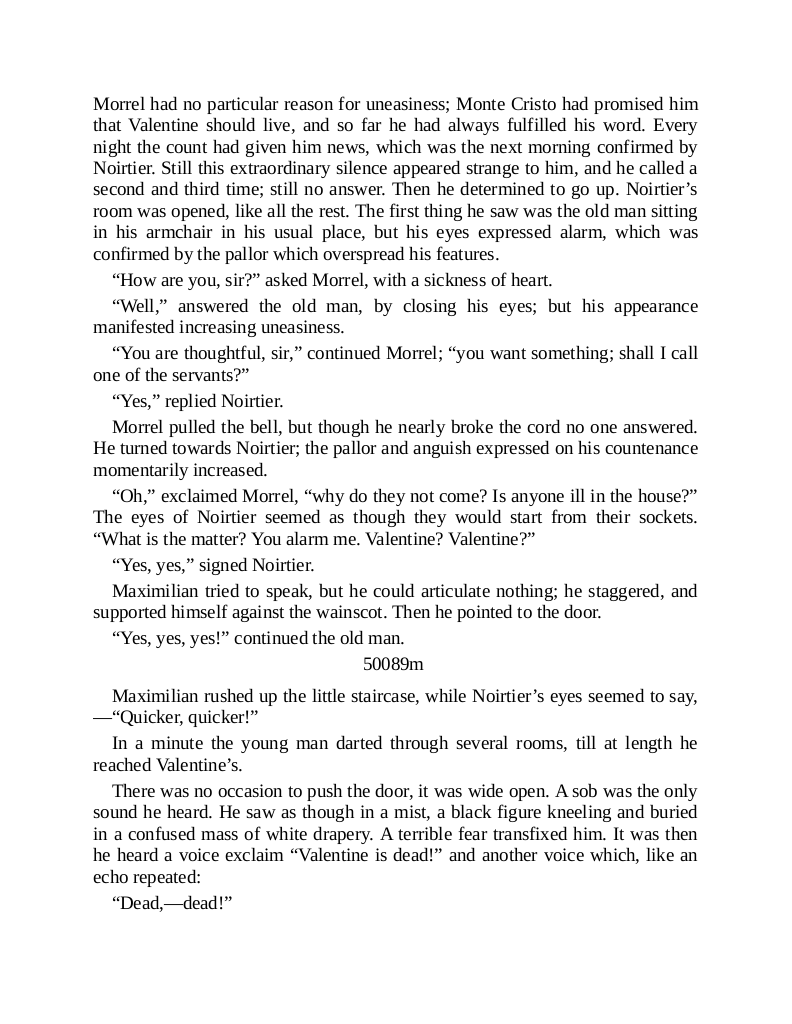 Morrel had no particular reason for uneasiness; Monte Cristo had promised him
that Valentine should live, and so far he had always fulfilled his word. Every
night the count had given him news, which was the next morning confirmed by
Noirtier. Still this extraordinary silence appeared strange to him, and he called a
second and third time; still no answer. Then he determined to go up. Noirtier’s
room was opened, like all the rest. The first thing he saw was the old man sitting
in his armchair in his usual place, but his eyes expressed alarm, which was
confirmed by the pallor which overspread his features.
“How are you, sir?” asked Morrel, with a sickness of heart.
“Well,” answered the old man, by closing his eyes; but his appearance
manifested increasing uneasiness.
“You are thoughtful, sir,” continued Morrel; “you want something; shall I call
one of the servants?”
“Yes,” replied Noirtier.
Morrel pulled the bell, but though he nearly broke the cord no one answered.
He turned towards Noirtier; the pallor and anguish expressed on his countenance
momentarily increased.
“Oh,” exclaimed Morrel, “why do they not come? Is anyone ill in the house?”
The eyes of Noirtier seemed as though they would start from their sockets.
“What is the matter? You alarm me. Valentine? Valentine?”
“Yes, yes,” signed Noirtier.
Maximilian tried to speak, but he could articulate nothing; he staggered, and
supported himself against the wainscot. Then he pointed to the door.
“Yes, yes, yes!” continued the old man.
50089m
Maximilian rushed up the little staircase, while Noirtier’s eyes seemed to say,
—“Quicker, quicker!”
In a minute the young man darted through several rooms, till at length he
reached Valentine’s.
There was no occasion to push the door, it was wide open. A sob was the only
sound he heard. He saw as though in a mist, a black figure kneeling and buried
in a confused mass of white drapery. A terrible fear transfixed him. It was then
he heard a voice exclaim “Valentine is dead!” and another voice which, like an
echo repeated:
“Dead,—dead!”